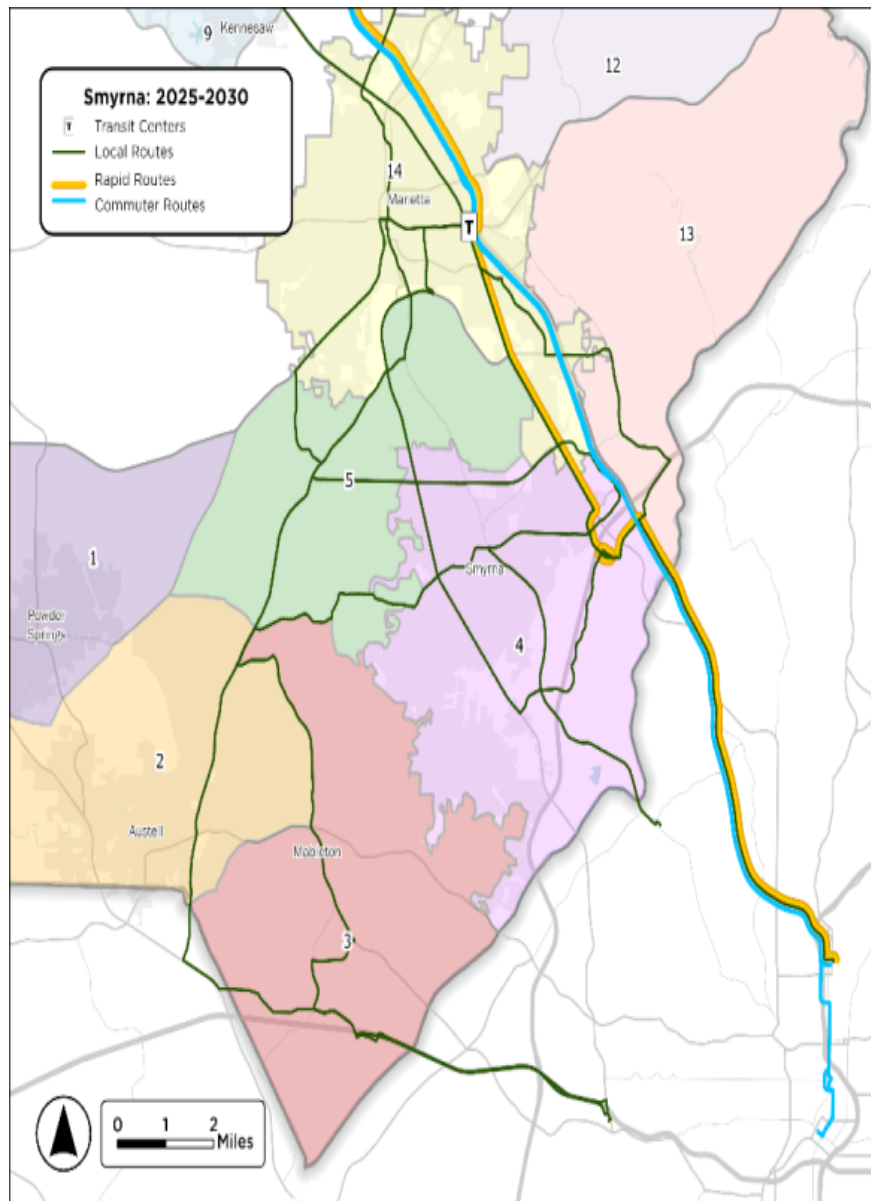 9
Kennesaw
12
Smyrna: 2025-2030
T
Transit Centers
Local Routes
Rapid Routes
Commuter Routes
14
Marietta
T
13
5
1
Smyrna
Powder
Springs
4
2
Austell
Mableton
3
0 1 2
Miles